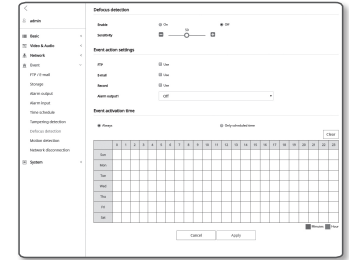 admin
Basic
Video & Audio
Network
Event
FTP / E-mail
Storage
Alarm output
Alarm input
Time schedule
Tampering detection
Defocus detection
Motion detection
Network disconnection
System
Defocus detection
Enable On Off
Sensitivity 50
Event action settings
FTP Use
E-mail Use
Record Use
Alarm output1 Off
Event activation time
Always Only scheduled time
Clear
0 1 2 3 4 5 6 7 8 9 10 11 12 13 14 15 16 17 18 19 20 21 22 23
Sun
Mon
Tue
Wed
Thu
Fri
Sat
Minutes Hour
Cancel Apply